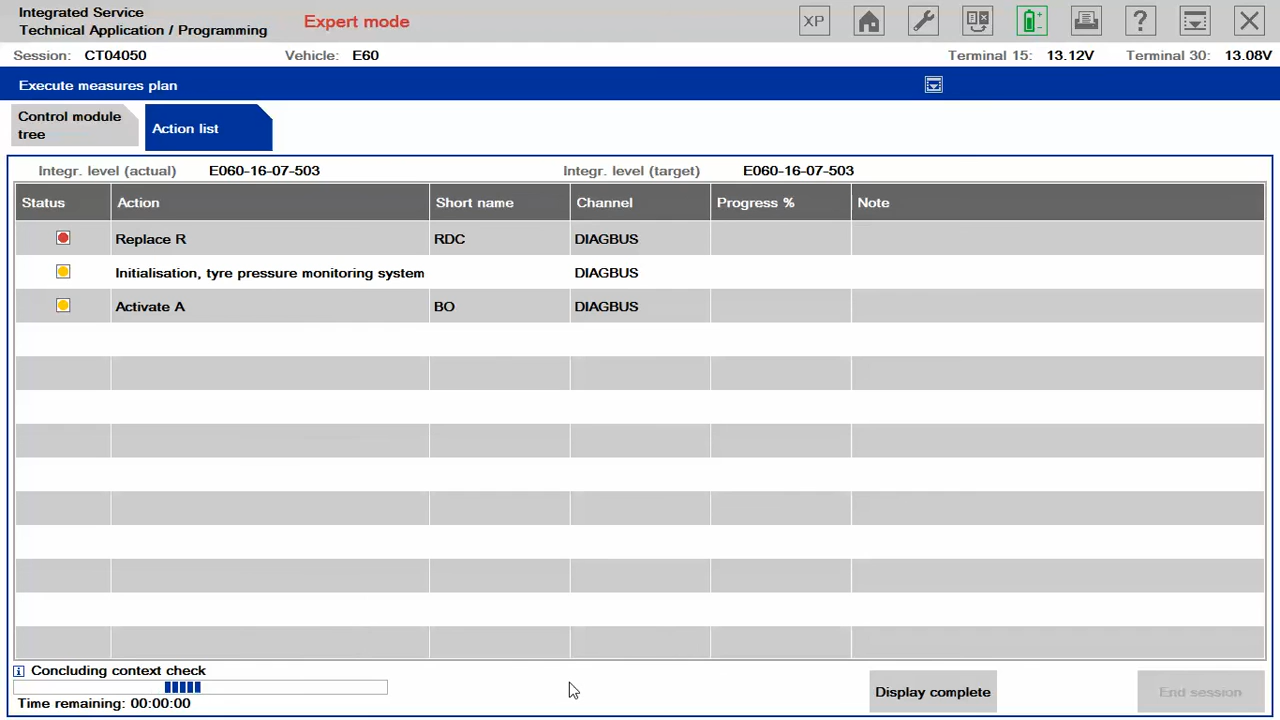 Integrated Service
Technical Application / Programming
Expert mode
XP
Session: CT04050 Vehicle: E60 Terminal 15: 13.12V Terminal 30: 13.08V
Execute measures plan
Control module
tree
Action list
Integr. level (actual) E060-16-07-503 Integr. level (target) E060-16-07-503
Status Action Short name Channel Progress % Note
Replace R RDC DIAGBUS
Initialisation, tyre pressure monitoring system DIAGBUS
Activate A BO DIAGBUS
Concluding context check
Time remaining: 00:00:00
Display complete
End session